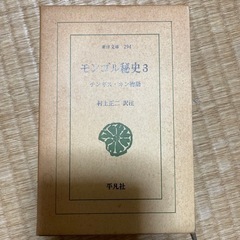 東洋文庫 294
モンゴル秘史3
チンギス・カン物語
村上正二 訳注
平凡社